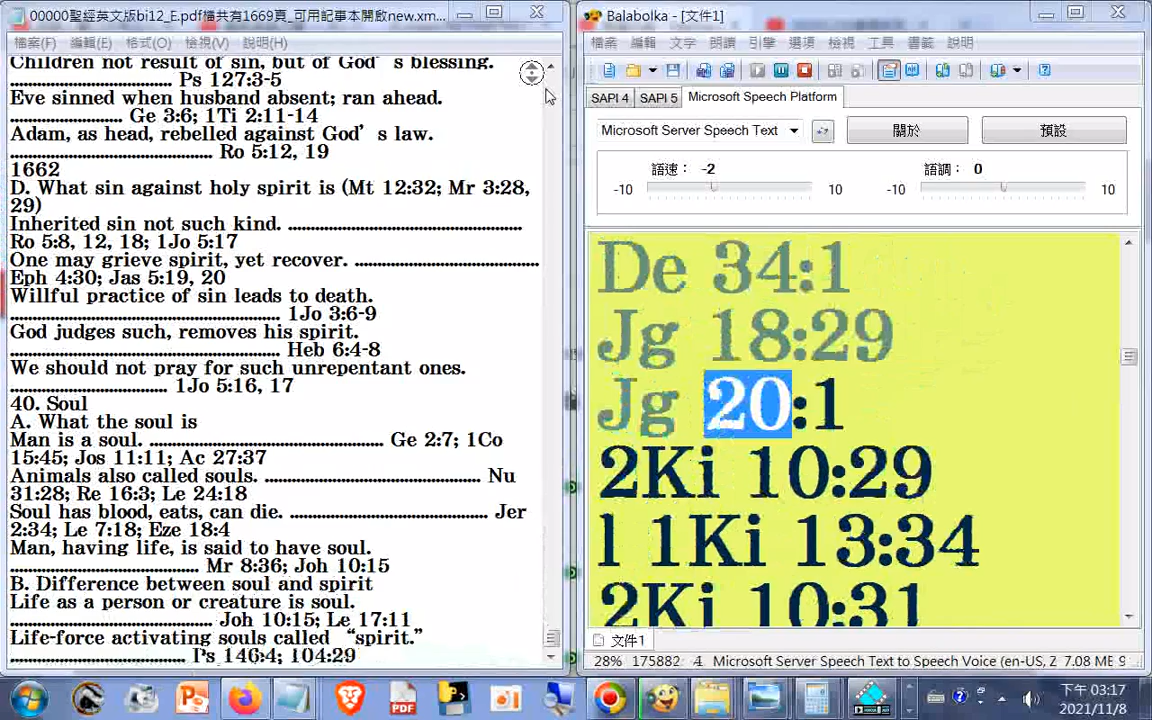 00000聖經英文版bi12_E.pdf檔共有1669頁_可用記事本開啟new.xm...
檔案(F) 編輯(E) 格式(O) 檢視(V) 說明(H)
Children not result of sin, but of God's blessing.
................................ Ps 127:3-5
Eve sinned when husband absent; ran ahead.
...................... Ge 3:6; 1Ti 2:11-14
Adam, as head, rebelled against God's law.
........................................ Ro 5:12, 19
1662
D. What sin against holy spirit is (Mt 12:32; Mr 3:28,
29)
Inherited sin not such kind. ..............................................
Ro 5:8, 12, 18; 1Jo 5:17
One may grieve spirit, yet recover. ....................................
Eph 4:30; Jas 5:19, 20
Willful practice of sin leads to death.
..................................................... 1Jo 3:6-9
God judges such, removes his spirit.
..................................................... Heb 6:4-8
We should not pray for such unrepentant ones.
............................... 1Jo 5:16, 17
40. Soul
A. What the soul is
Man is a soul. .............................................. Ge 2:7; 1Co
15:45; Jos 11:11; Ac 27:37
Animals also called souls. .......................................... Nu
31:28; Re 16:3; Le 24:18
Soul has blood, eats, can die. ........................................ Jer
2:34; Le 7:18; Eze 18:4
Man, having life, is said to have soul.
..................................... Mr 8:36; Joh 10:15
B. Difference between soul and spirit
Life as a person or creature is soul.
........................................ Joh 10:15; Le 17:11
Life-force activating souls called “spirit.”
.................................. Ps 146:4; 104:29
Balabolka - [文件1]
檔案 編輯 文字 朗讀 引擎 選項 檢視 工具 書籤 說明
SAPI 4 SAPI 5 Microsoft Speech Platform
Microsoft Server Speech Text 關於 預設
語速： -2 語調： 0
-10 10 -10 10
De 34:1
Jg 18:29
Jg 20:1
2Ki 10:29
l 1Ki 13:34
2Ki 10:31
文件1
28% 175882 4 Microsoft Server Speech Text to Speech Voice (en-US, Z 7.08 MB 9
下午 03:17
2021/11/8